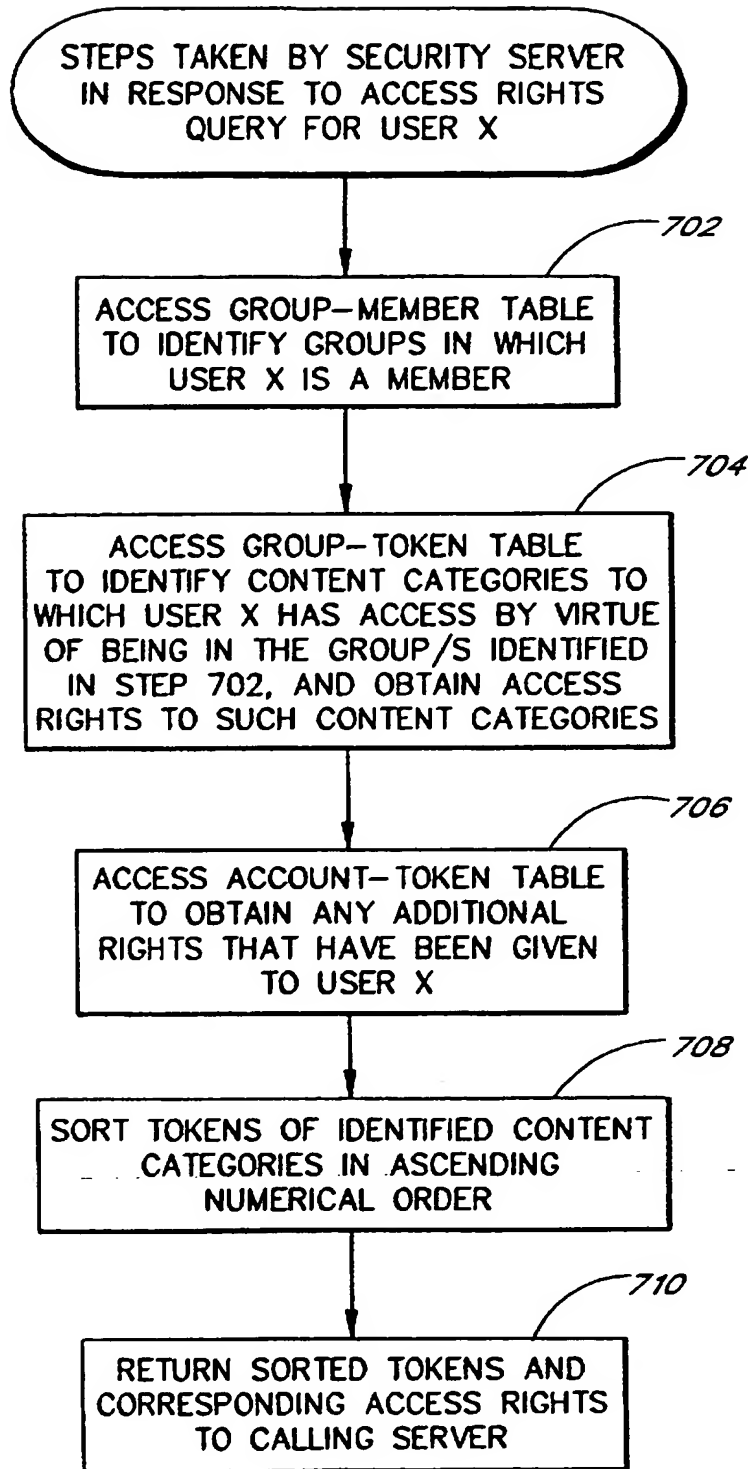 STEPS TAKEN BY SECURITY SERVER
IN RESPONSE TO ACCESS RIGHTS
QUERY FOR USER X
702
ACCESS GROUP-MEMBER TABLE
TO IDENTIFY GROUPS IN WHICH
USER X IS A MEMBER
704
ACCESS GROUP-TOKEN TABLE
TO IDENTIFY CONTENT CATEGORIES TO
WHICH USER X HAS ACCESS BY VIRTUE
OF BEING IN THE GROUP/S IDENTIFIED
IN STEP 702, AND OBTAIN ACCESS
RIGHTS TO SUCH CONTENT CATEGORIES
706
ACCESS ACCOUNT-TOKEN TABLE
TO OBTAIN ANY ADDITIONAL
RIGHTS THAT HAVE BEEN GIVEN
TO USER X
708
SORT TOKENS OF IDENTIFIED CONTENT
CATEGORIES IN ASCENDING
NUMERICAL ORDER
710
RETURN SORTED TOKENS AND
CORRESPONDING ACCESS RIGHTS
TO CALLING SERVER